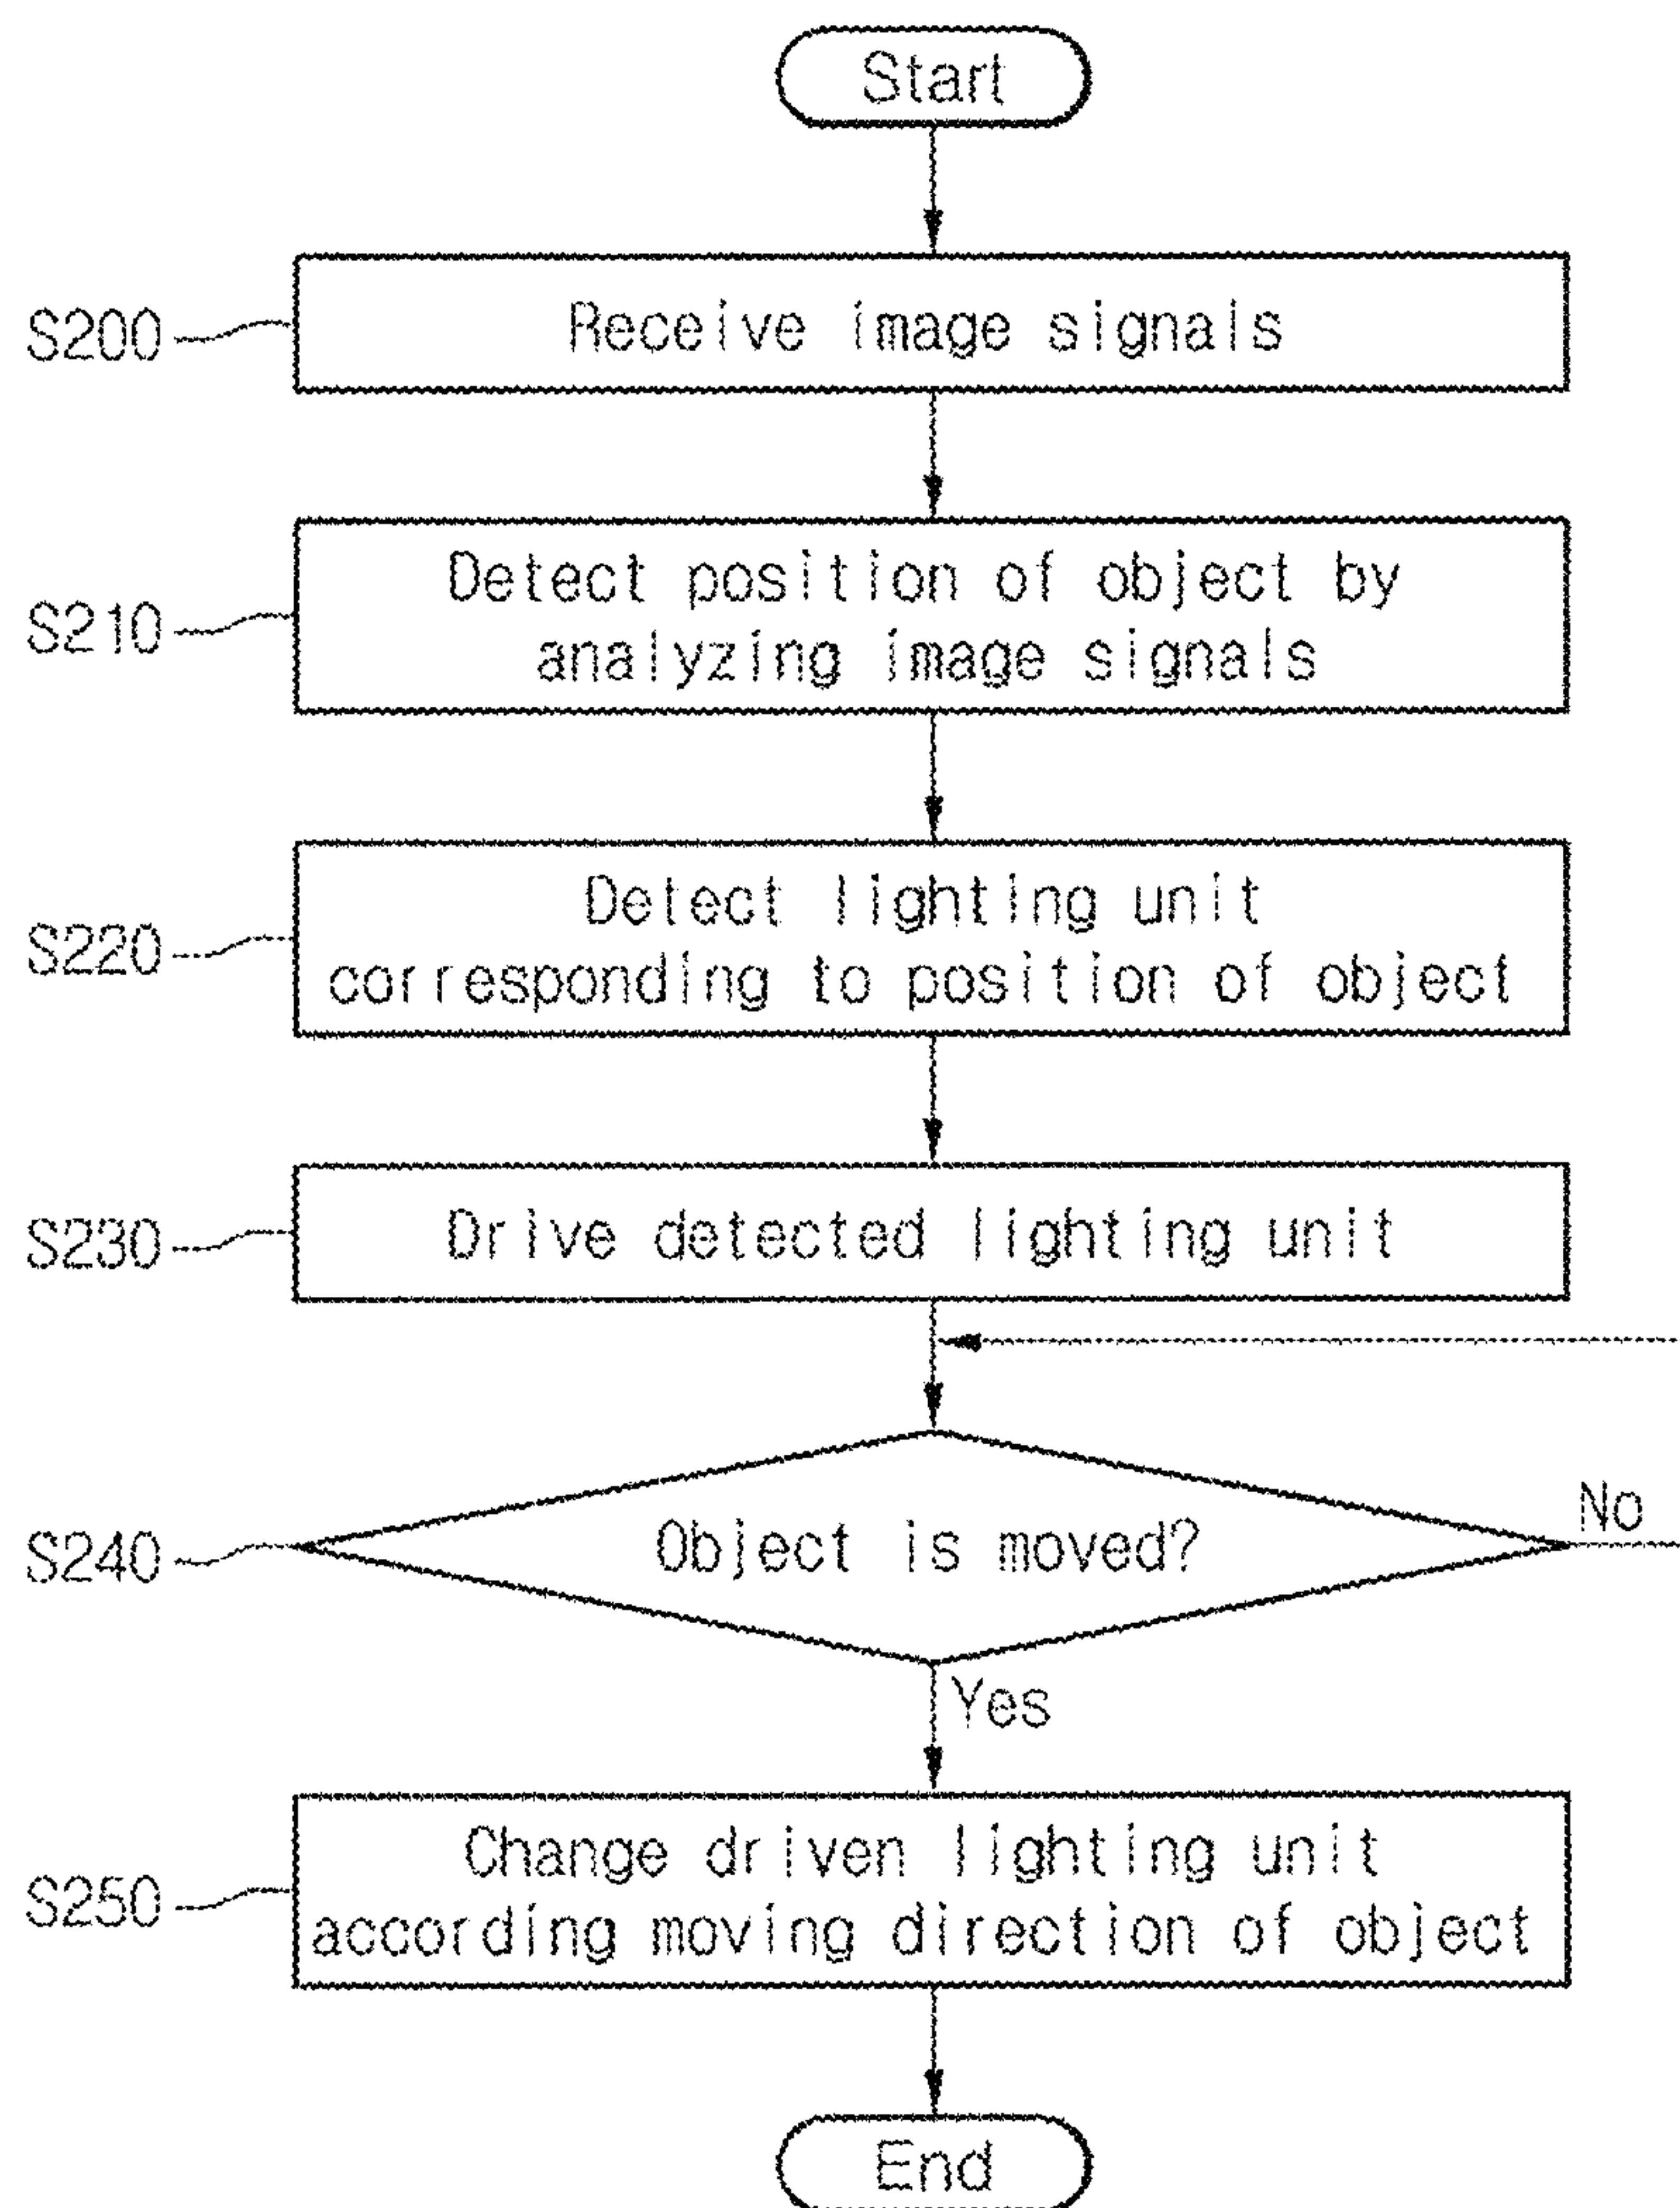 Start
S200
Receive image signals
S210
Detect position of object by
analyzing image signals
S220
Detect lighting unit
corresponding to position of object
S230
Drive detected lighting unit
S240
Object is moved?
No
Yes
S250
Change driven lighting unit
according moving direction of object
End